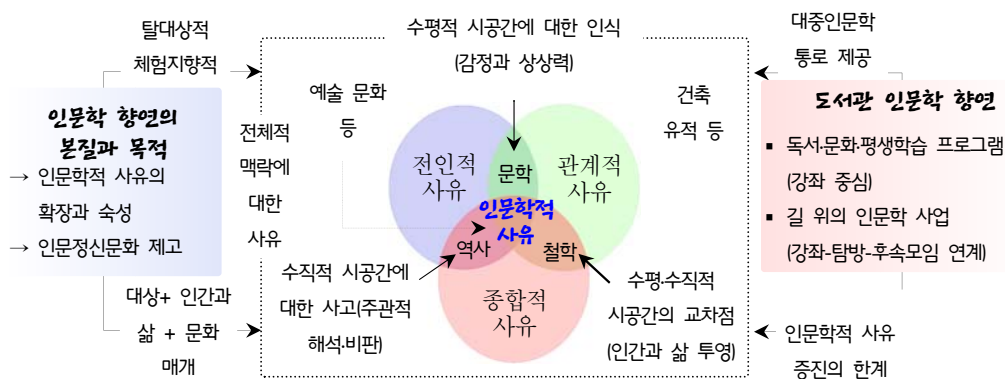 탈대상적
체험지향적
인문학 향연의
본질과 목적
→ 인문학적 사유의
확장과 숙성
→ 인문정신문화 제고
대상+ 인간과
삶 + 문화
매개
수평적 시공간에 대한 인식
(감정과 상상력)
예술 문화
등
건축
유적 등
전체적
맥락에
대한
사유
전인적
사유
문학
관계적
사유
인문학적
사유
역사
철학
종합적
사유
수직적 시공간에
대한 사고(주관적
해석·비판)
수평·수직적
시공간의 교차점
(인간과 삶 투영)
대중인문학
통로 제공
도서관 인문학 향연
▪ 독서·문화·평생학습 프로그램
(강좌 중심)
▪ 길 위의 인문학 사업
(강좌-탐방-후속모임 연계)
인문학적 사유
증진의 한계